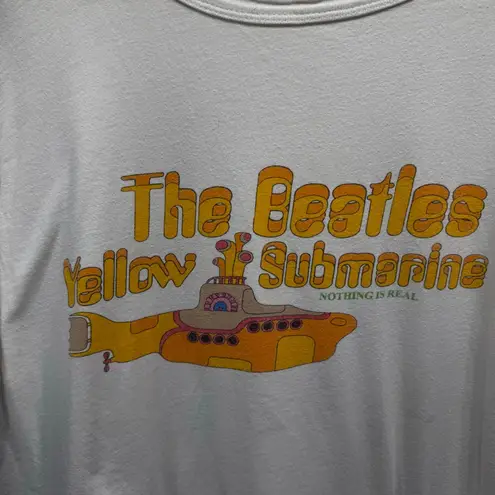 The Beatles
Yellow Submarine
NOTHING IS REAL